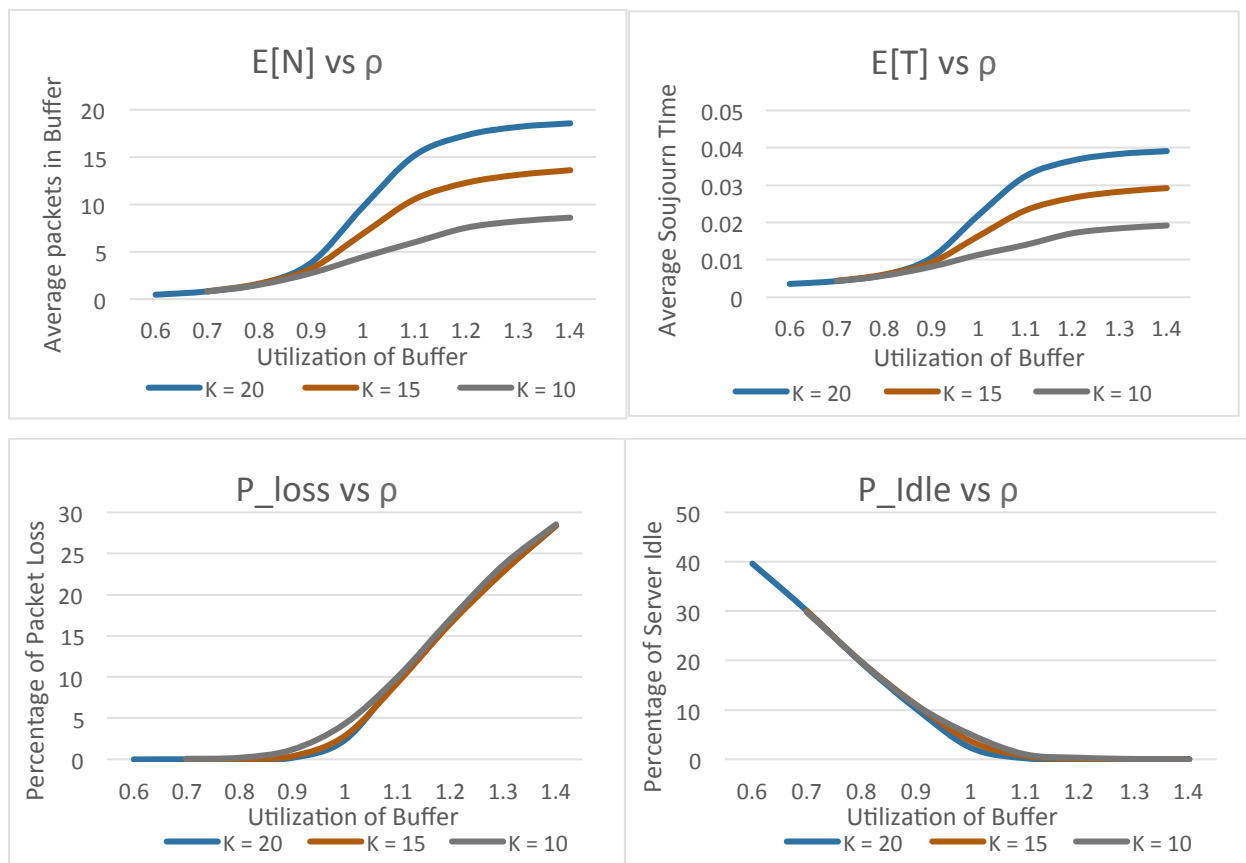 E[N] vs ρ
Average packets in Buffer
20
15
10
5
0
0.6 0.7 0.8 0.9 1 1.1 1.2 1.3 1.4
Utilization of Buffer
K = 20 K = 15 K = 10
E[T] vs ρ
Average Soujourn TIme
0.05
0.04
0.03
0.02
0.01
0
0.6 0.7 0.8 0.9 1 1.1 1.2 1.3 1.4
Utilization of Buffer
K = 20 K = 15 K = 10
P_loss vs ρ
Percentage of Packet Loss
30
25
20
15
10
5
0
0.6 0.7 0.8 0.9 1 1.1 1.2 1.3 1.4
Utilization of Buffer
K = 20 K = 15 K = 10
P_Idle vs ρ
Percentage of Server Idle
50
40
30
20
10
0
0.6 0.7 0.8 0.9 1 1.1 1.2 1.3 1.4
Utilization of Buffer
K = 20 K = 15 K = 10